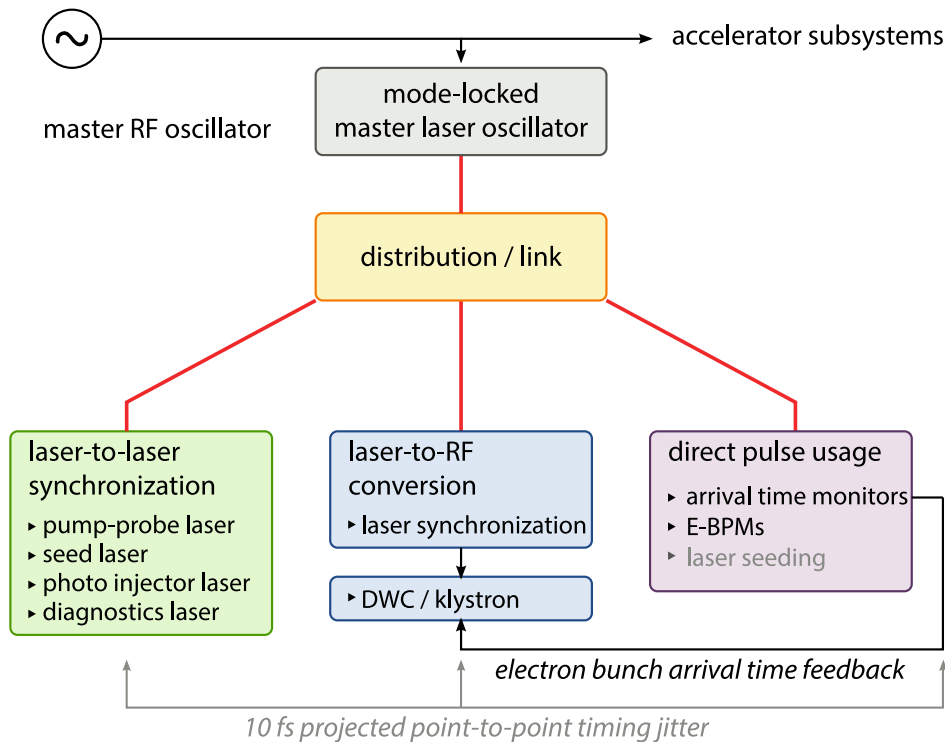 accelerator subsystems
mode-locked
master laser oscillator
master RF oscillator
distribution / link
laser-to-laser
synchronization
‣ pump-probe laser
‣ seed laser
‣ photo injector laser
‣ diagnostics laser
laser-to-RF
conversion
‣ laser synchronization
‣ DWC / klystron
direct pulse usage
‣ arrival time monitors
‣ E-BPMs
‣ laser seeding
electron bunch arrival time feedback
10 fs projected point-to-point timing jitter